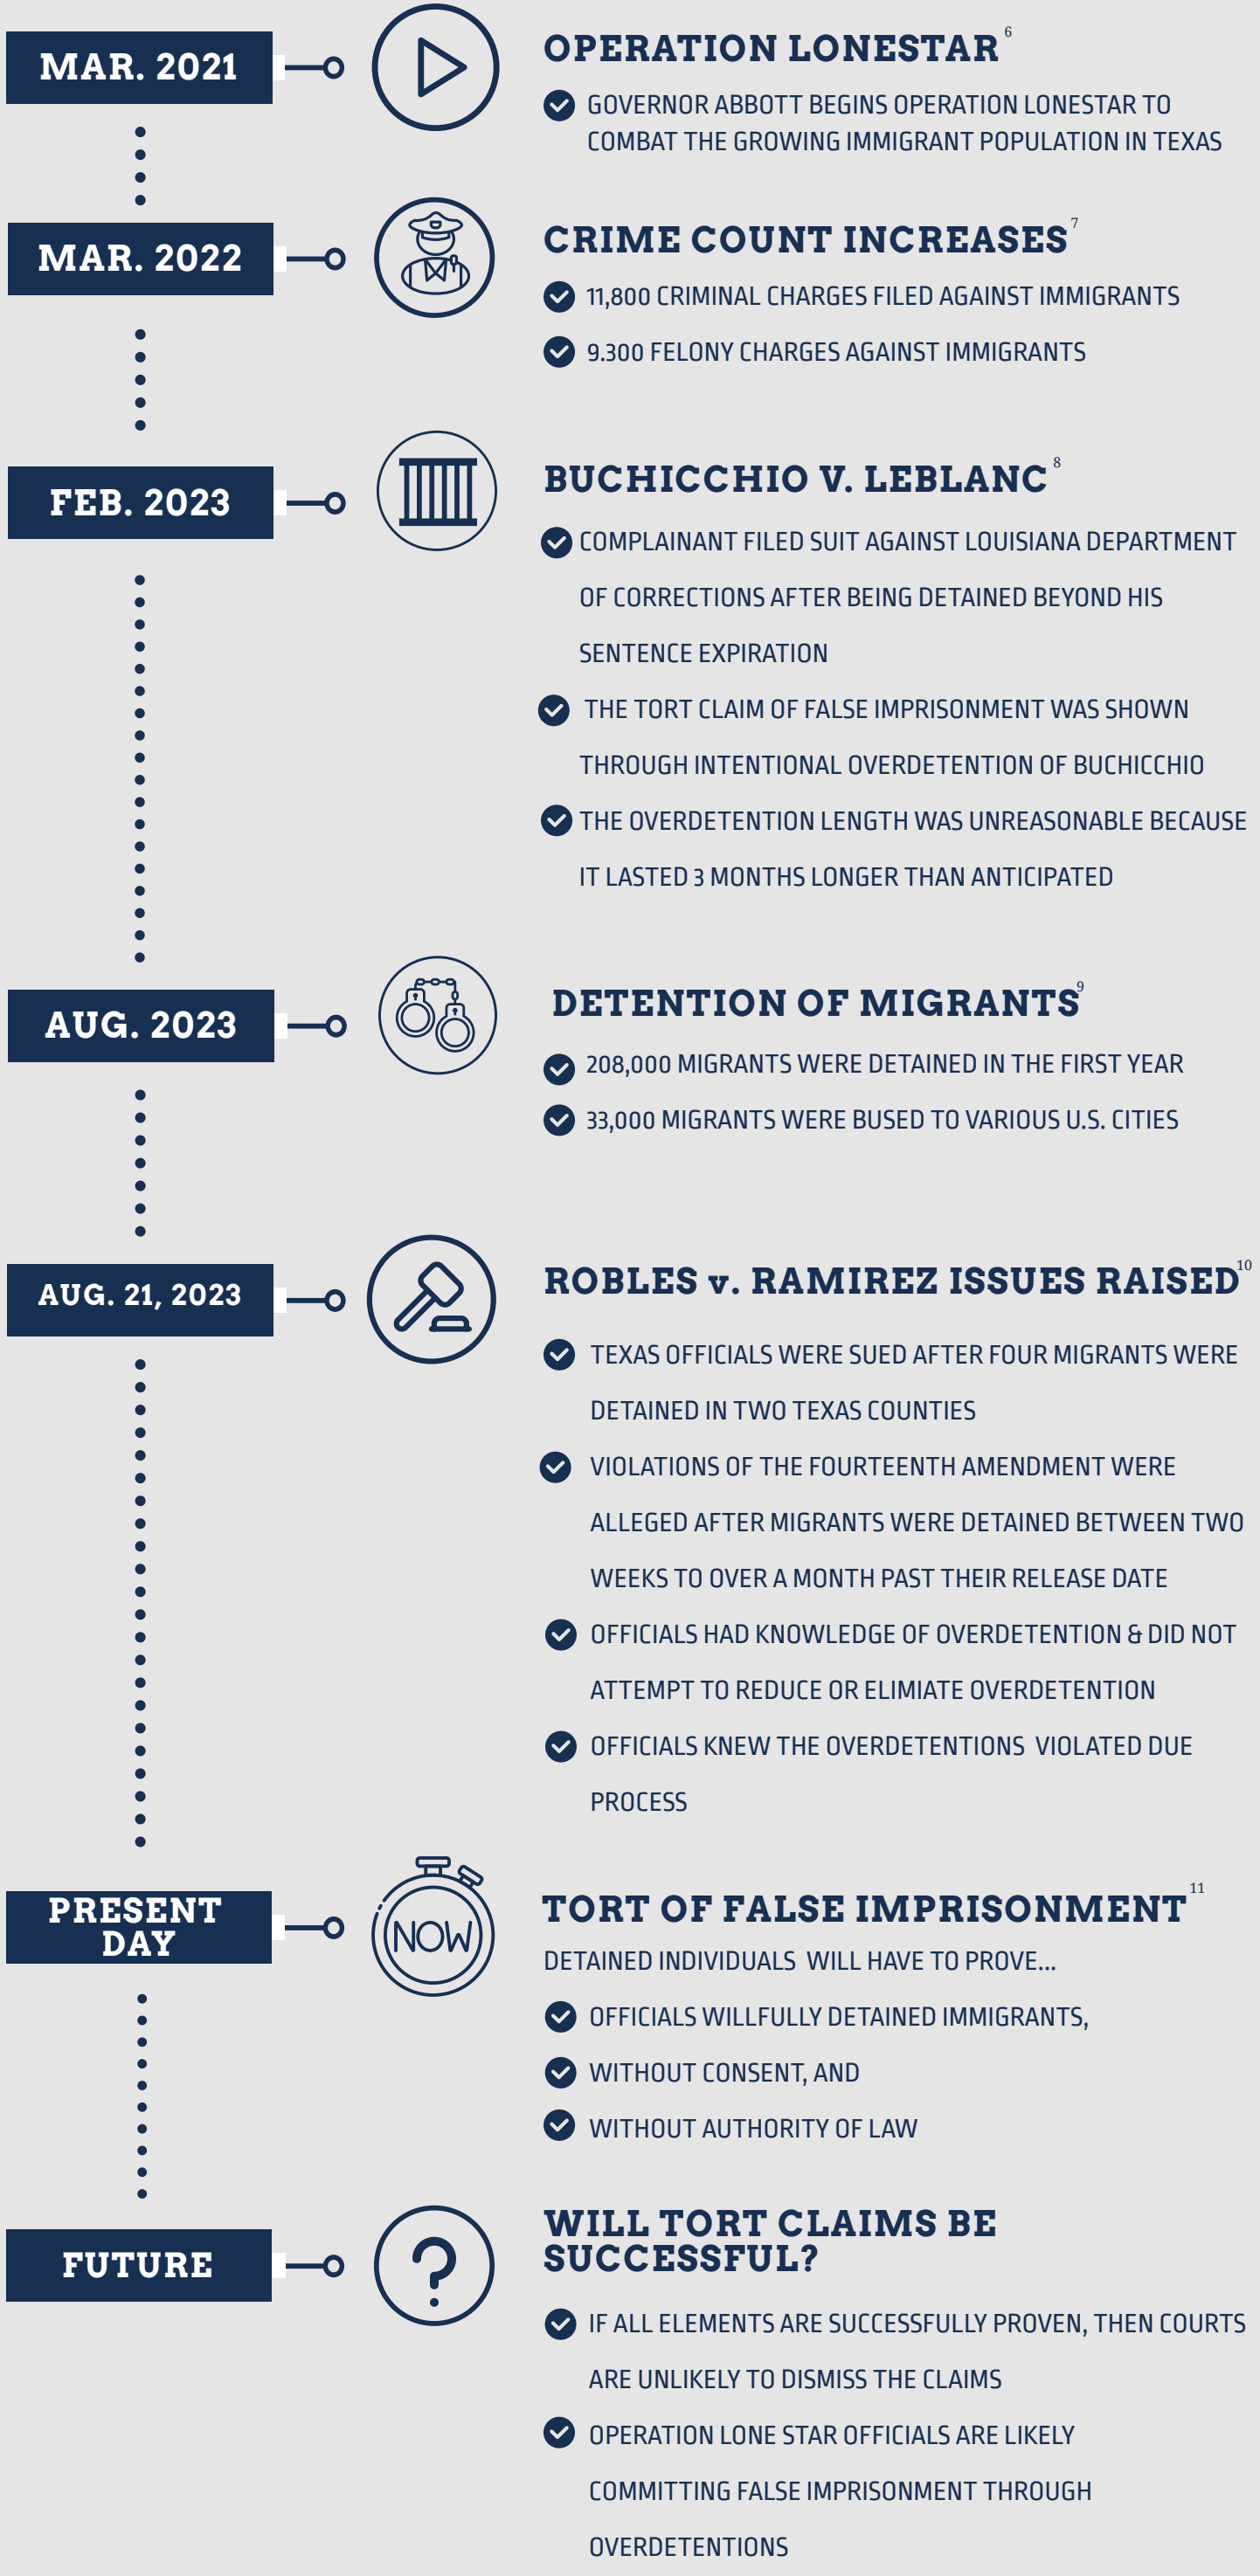 MAR. 2021
OPERATION LONESTAR 6
GOVERNOR ABBOTT BEGINS OPERATION LONESTAR TO
COMBAT THE GROWING IMMIGRANT POPULATION IN TEXAS
MAR. 2022
CRIME COUNT INCREASES 7
11,800 CRIMINAL CHARGES FILED AGAINST IMMIGRANTS
9.300 FELONY CHARGES AGAINST IMMIGRANTS
FEB. 2023
BUCHICCHIO V. LEBLANC 8
COMPLAINANT FILED SUIT AGAINST LOUISIANA DEPARTMENT
OF CORRECTIONS AFTER BEING DETAINED BEYOND HIS
SENTENCE EXPIRATION
THE TORT CLAIM OF FALSE IMPRISONMENT WAS SHOWN
THROUGH INTENTIONAL OVERDETENTION OF BUCHICCHIO
THE OVERDETENTION LENGTH WAS UNREASONABLE BECAUSE
IT LASTED 3 MONTHS LONGER THAN ANTICIPATED
AUG. 2023
DETENTION OF MIGRANTS 9
208,000 MIGRANTS WERE DETAINED IN THE FIRST YEAR
33,000 MIGRANTS WERE BUSED TO VARIOUS U.S. CITIES
AUG. 21, 2023
ROBLES v. RAMIREZ ISSUES RAISED 10
TEXAS OFFICIALS WERE SUED AFTER FOUR MIGRANTS WERE
DETAINED IN TWO TEXAS COUNTIES
VIOLATIONS OF THE FOURTEENTH AMENDMENT WERE
ALLEGED AFTER MIGRANTS WERE DETAINED BETWEEN TWO
WEEKS TO OVER A MONTH PAST THEIR RELEASE DATE
OFFICIALS HAD KNOWLEDGE OF OVERDETENTION & DID NOT
ATTEMPT TO REDUCE OR ELIMIATE OVERDETENTION
OFFICIALS KNEW THE OVERDETENTIONS VIOLATED DUE
PROCESS
PRESENT
DAY
NOW
TORT OF FALSE IMPRISONMENT 11
DETAINED INDIVIDUALS WILL HAVE TO PROVE...
OFFICIALS WILLFULLY DETAINED IMMIGRANTS,
WITHOUT CONSENT, AND
WITHOUT AUTHORITY OF LAW
FUTURE
?
WILL TORT CLAIMS BE
SUCCESSFUL?
IF ALL ELEMENTS ARE SUCCESSFULLY PROVEN, THEN COURTS
ARE UNLIKELY TO DISMISS THE CLAIMS
OPERATION LONE STAR OFFICIALS ARE LIKELY
COMMITTING FALSE IMPRISONMENT THROUGH
OVERDETENTIONS